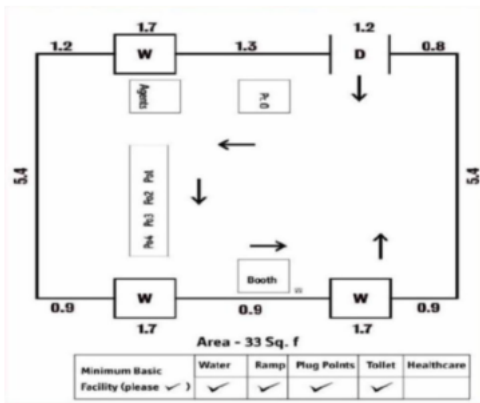 1.7 1.2
1.2 W 1.3 D 0.8
Agents Pt.O
5.4 5.4
Po4 Po3 Po2 Po1
Booth
W W
0.9 0.9 0.9
1.7 1.7
Area - 33 Sq. f
Minimum Basic Facility (please ✓) Water Ramp Plug Points Toilet Healthcare
✓ ✓ ✓ ✓